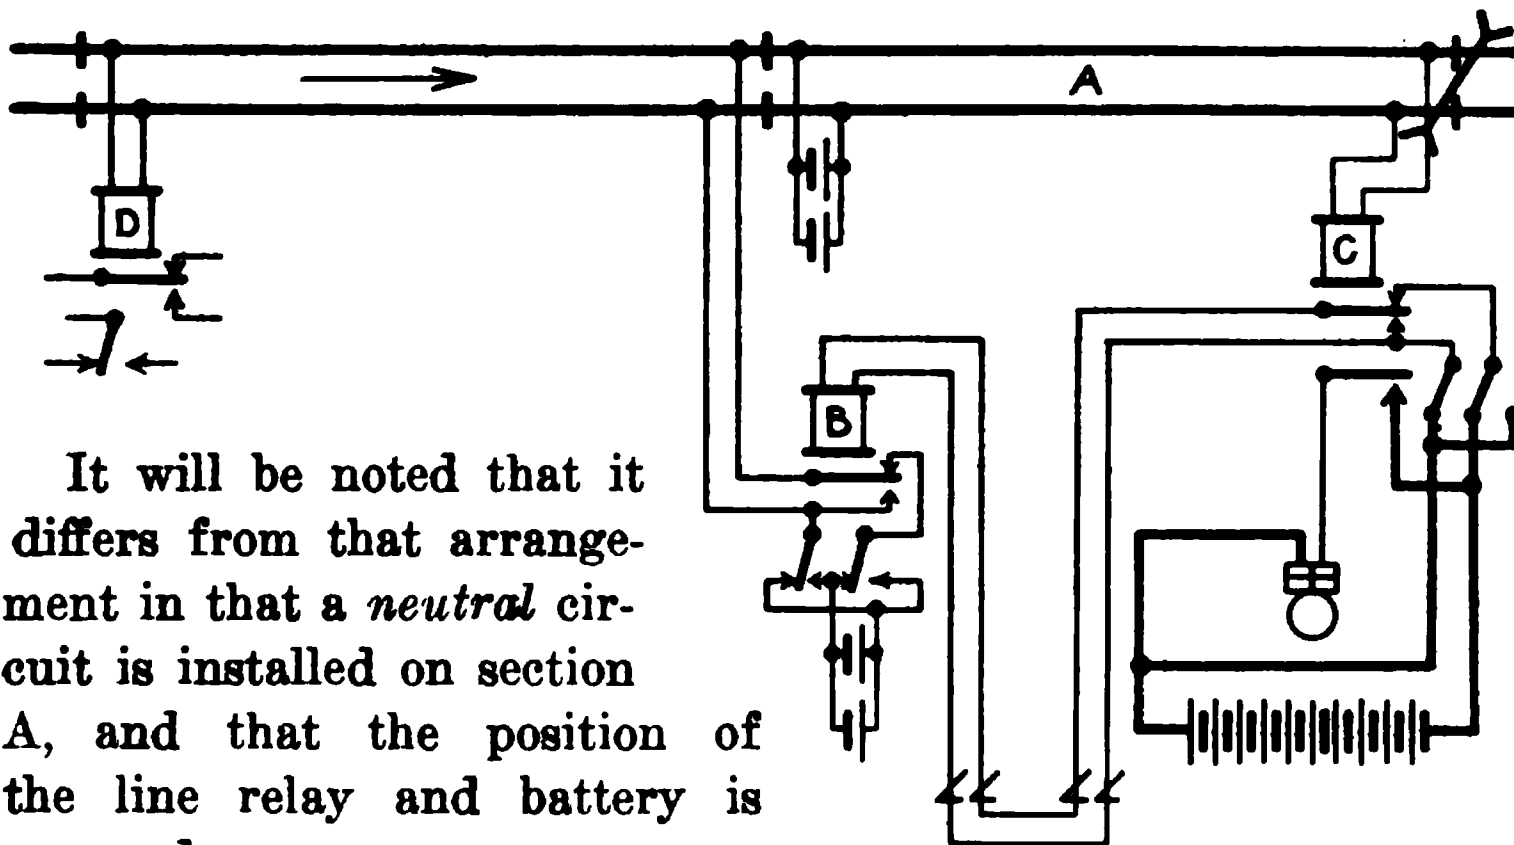 A
D
C
B
It will be noted that it
differs from that arrange-
ment in that a neutral cir-
cuit is installed on section
A, and that the position of
the line relay and battery is